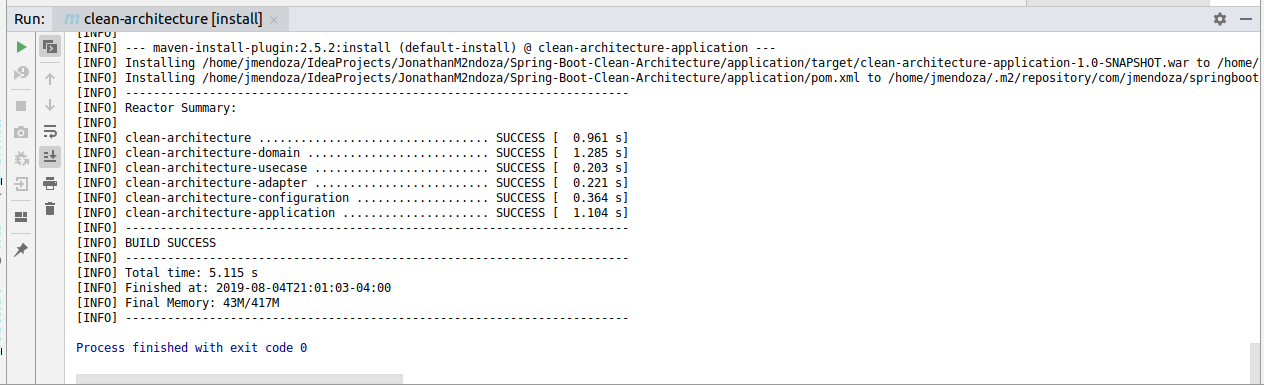 Run: m clean-architecture [install] ×
[INFO]
[INFO] --- maven-install-plugin:2.5.2:install (default-install) @ clean-architecture-application ---
[INFO] Installing /home/jmendoza/IdeaProjects/JonathanM2ndoza/Spring-Boot-Clean-Architecture/application/target/clean-architecture-application-1.0-SNAPSHOT.war to /home/
[INFO] Installing /home/jmendoza/IdeaProjects/JonathanM2ndoza/Spring-Boot-Clean-Architecture/application/pom.xml to /home/jmendoza/.m2/repository/com/jmendoza/springboot
[INFO] ------------------------------------------------------------------------
[INFO] Reactor Summary:
[INFO]
[INFO] clean-architecture ................................. SUCCESS [  0.961 s]
[INFO] clean-architecture-domain .......................... SUCCESS [  1.285 s]
[INFO] clean-architecture-usecase ......................... SUCCESS [  0.203 s]
[INFO] clean-architecture-adapter ......................... SUCCESS [  0.221 s]
[INFO] clean-architecture-configuration ................... SUCCESS [  0.364 s]
[INFO] clean-architecture-application ..................... SUCCESS [  1.104 s]
[INFO] ------------------------------------------------------------------------
[INFO] BUILD SUCCESS
[INFO] ------------------------------------------------------------------------
[INFO] Total time: 5.115 s
[INFO] Finished at: 2019-08-04T21:01:03-04:00
[INFO] Final Memory: 43M/417M
[INFO] ------------------------------------------------------------------------
Process finished with exit code 0